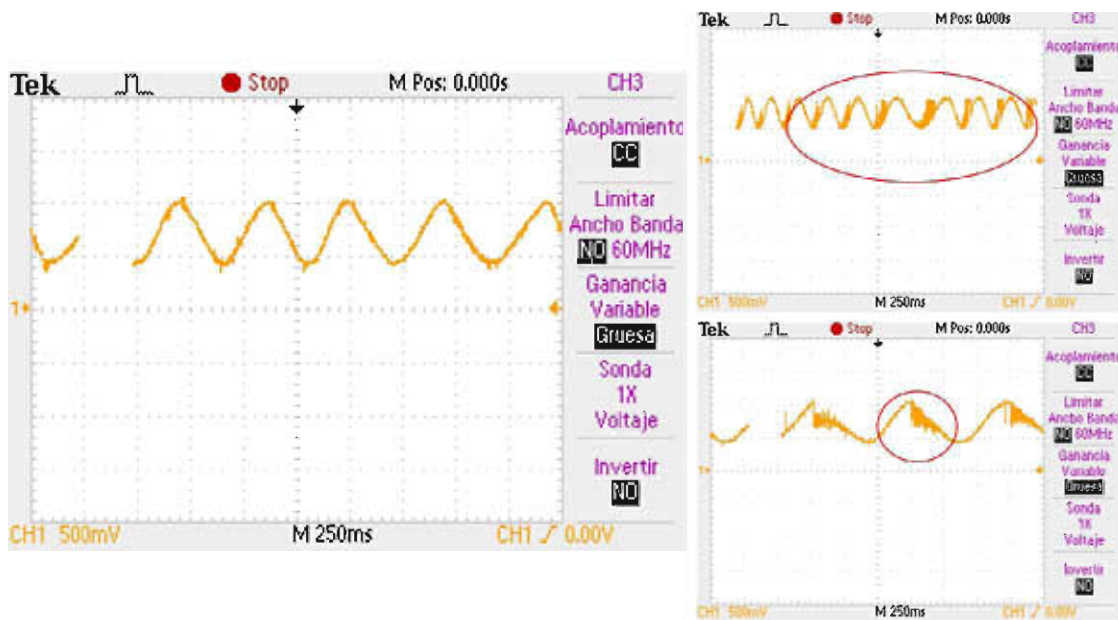 Tek Stop M Pos: 0.000s CH3
Acoplamiento
CC
Limitar
Ancho Banda
NO 60MHz
Ganancia
Variable
Gruesa
Sonda
1X
Voltaje
Invertir
NO
1
CH1 500mV M 250ms CH1 0.00V
Tek Stop M Pos: 0.000s CH3
Acoplamiento
CC
Limitar
Ancho Banda
NO 60MHz
Ganancia
Variable
Gruesa
Sonda
1X
Voltaje
Invertir
NO
1
CH1 500mV M 250ms CH1 0.00V
Tek Stop M Pos: 0.000s CH3
Acoplamiento
CC
Limitar
Ancho Banda
NO 60MHz
Ganancia
Variable
Gruesa
Sonda
1X
Voltaje
Invertir
NO
1
CH1 500mV M 250ms CH1 0.00V